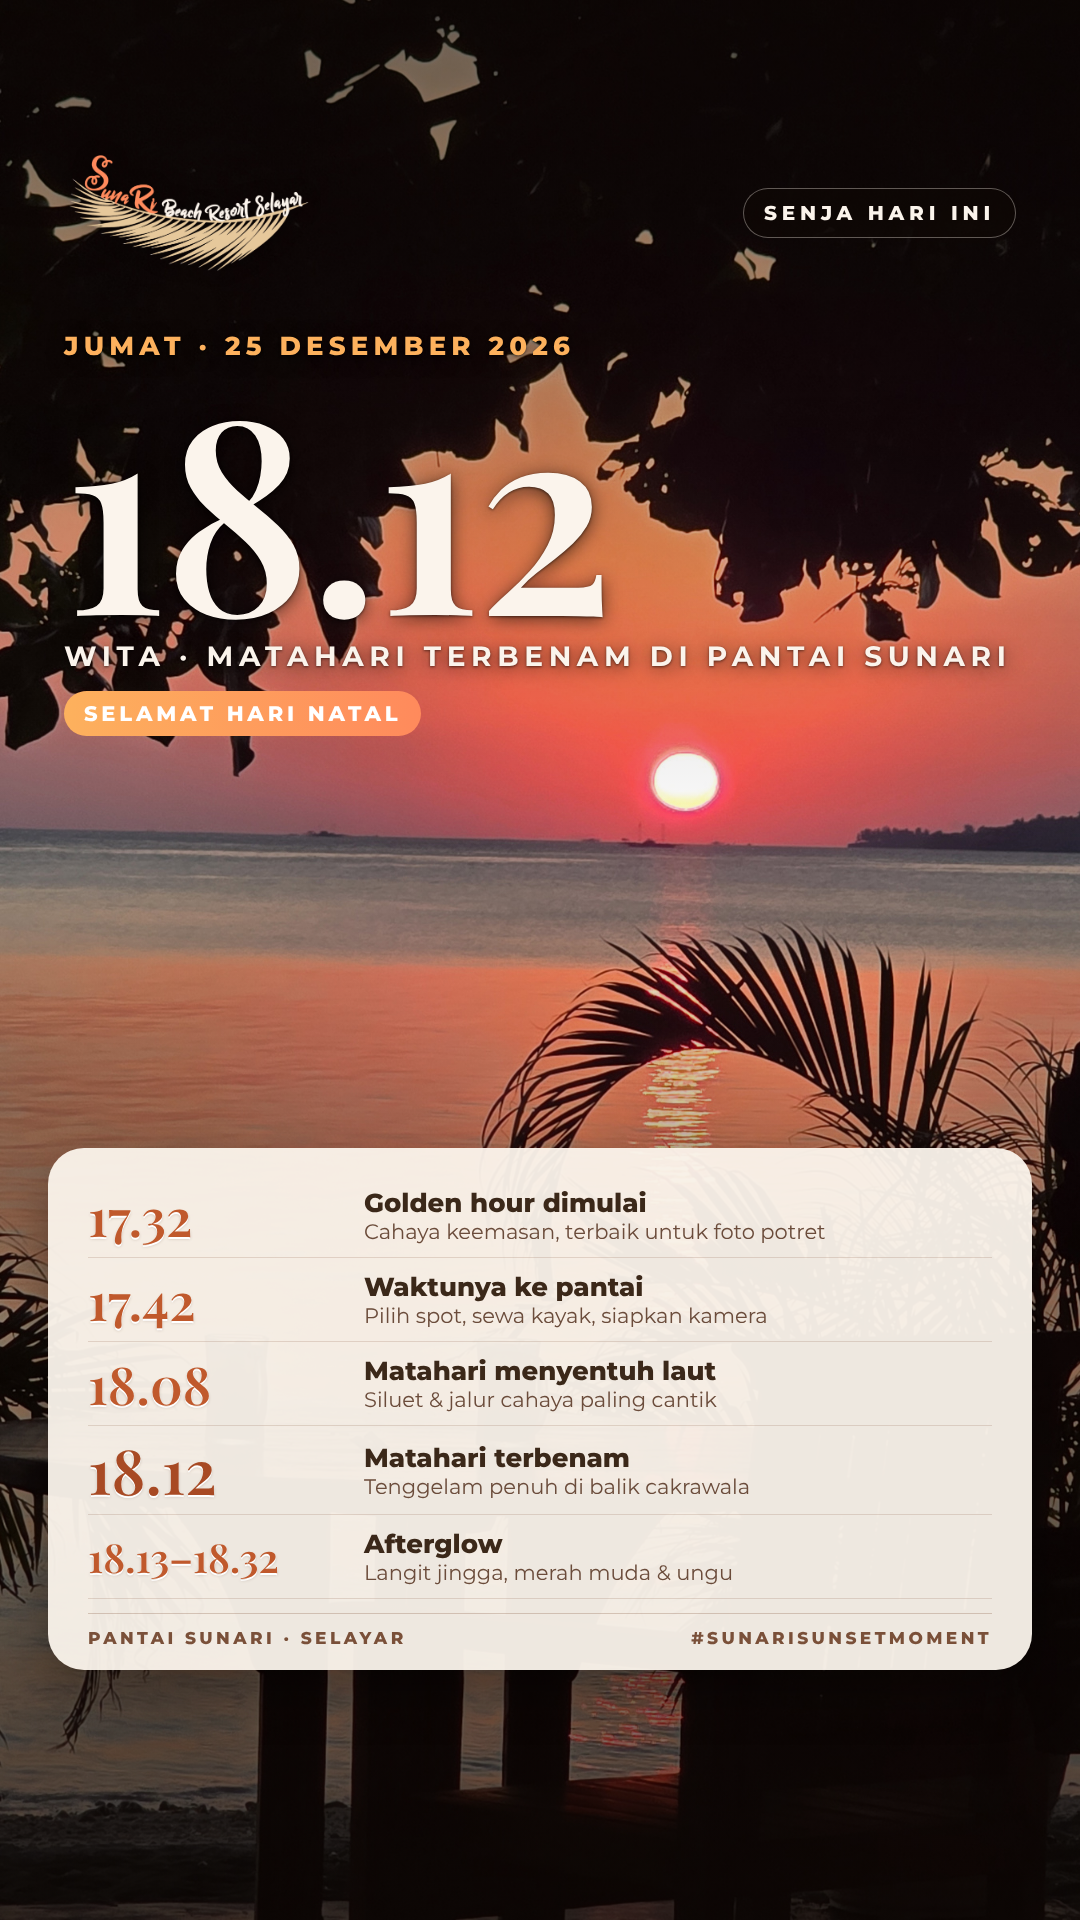 SunaRi Beach Resort Selayar
SENJA HARI INI
JUMAT · 25 DESEMBER 2026
18.12
WITA · MATAHARI TERBENAM DI PANTAI SUNARI
SELAMAT HARI NATAL
17.32
Golden hour dimulai
Cahaya keemasan, terbaik untuk foto potret
17.42
Waktunya ke pantai
Pilih spot, sewa kayak, siapkan kamera
18.08
Matahari menyentuh laut
Siluet & jalur cahaya paling cantik
18.12
Matahari terbenam
Tenggelam penuh di balik cakrawala
18.13–18.32
Afterglow
Langit jingga, merah muda & ungu
PANTAI SUNARI · SELAYAR
#SUNARISUNSETMOMENT